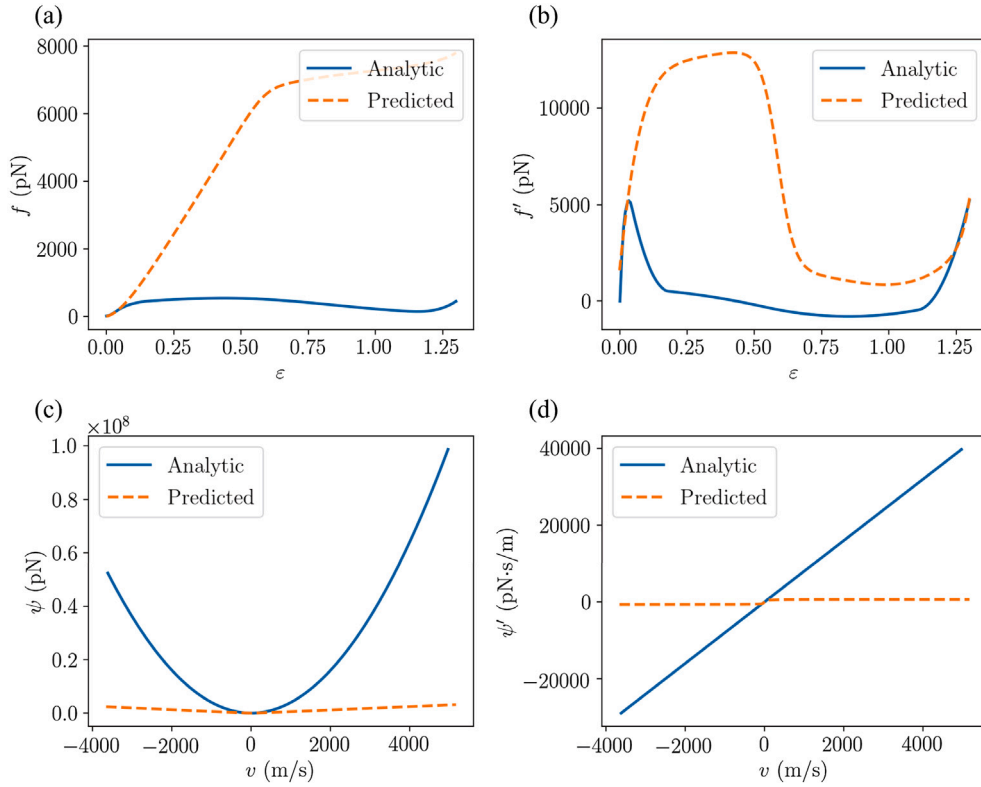 (a)
8000
6000
4000
2000
0
f (pN)
0.00
0.25
0.50
0.75
1.00
1.25
ε
Analytic
Predicted
(b)
10000
5000
0
f′ (pN)
0.00
0.25
0.50
0.75
1.00
1.25
ε
Analytic
Predicted
(c)
×10⁸
1.0
0.8
0.6
0.4
0.2
0.0
ψ (pN)
−4000
−2000
0
2000
4000
v (m/s)
Analytic
Predicted
(d)
40000
20000
0
−20000
ψ′ (pN·s/m)
−4000
−2000
0
2000
4000
v (m/s)
Analytic
Predicted